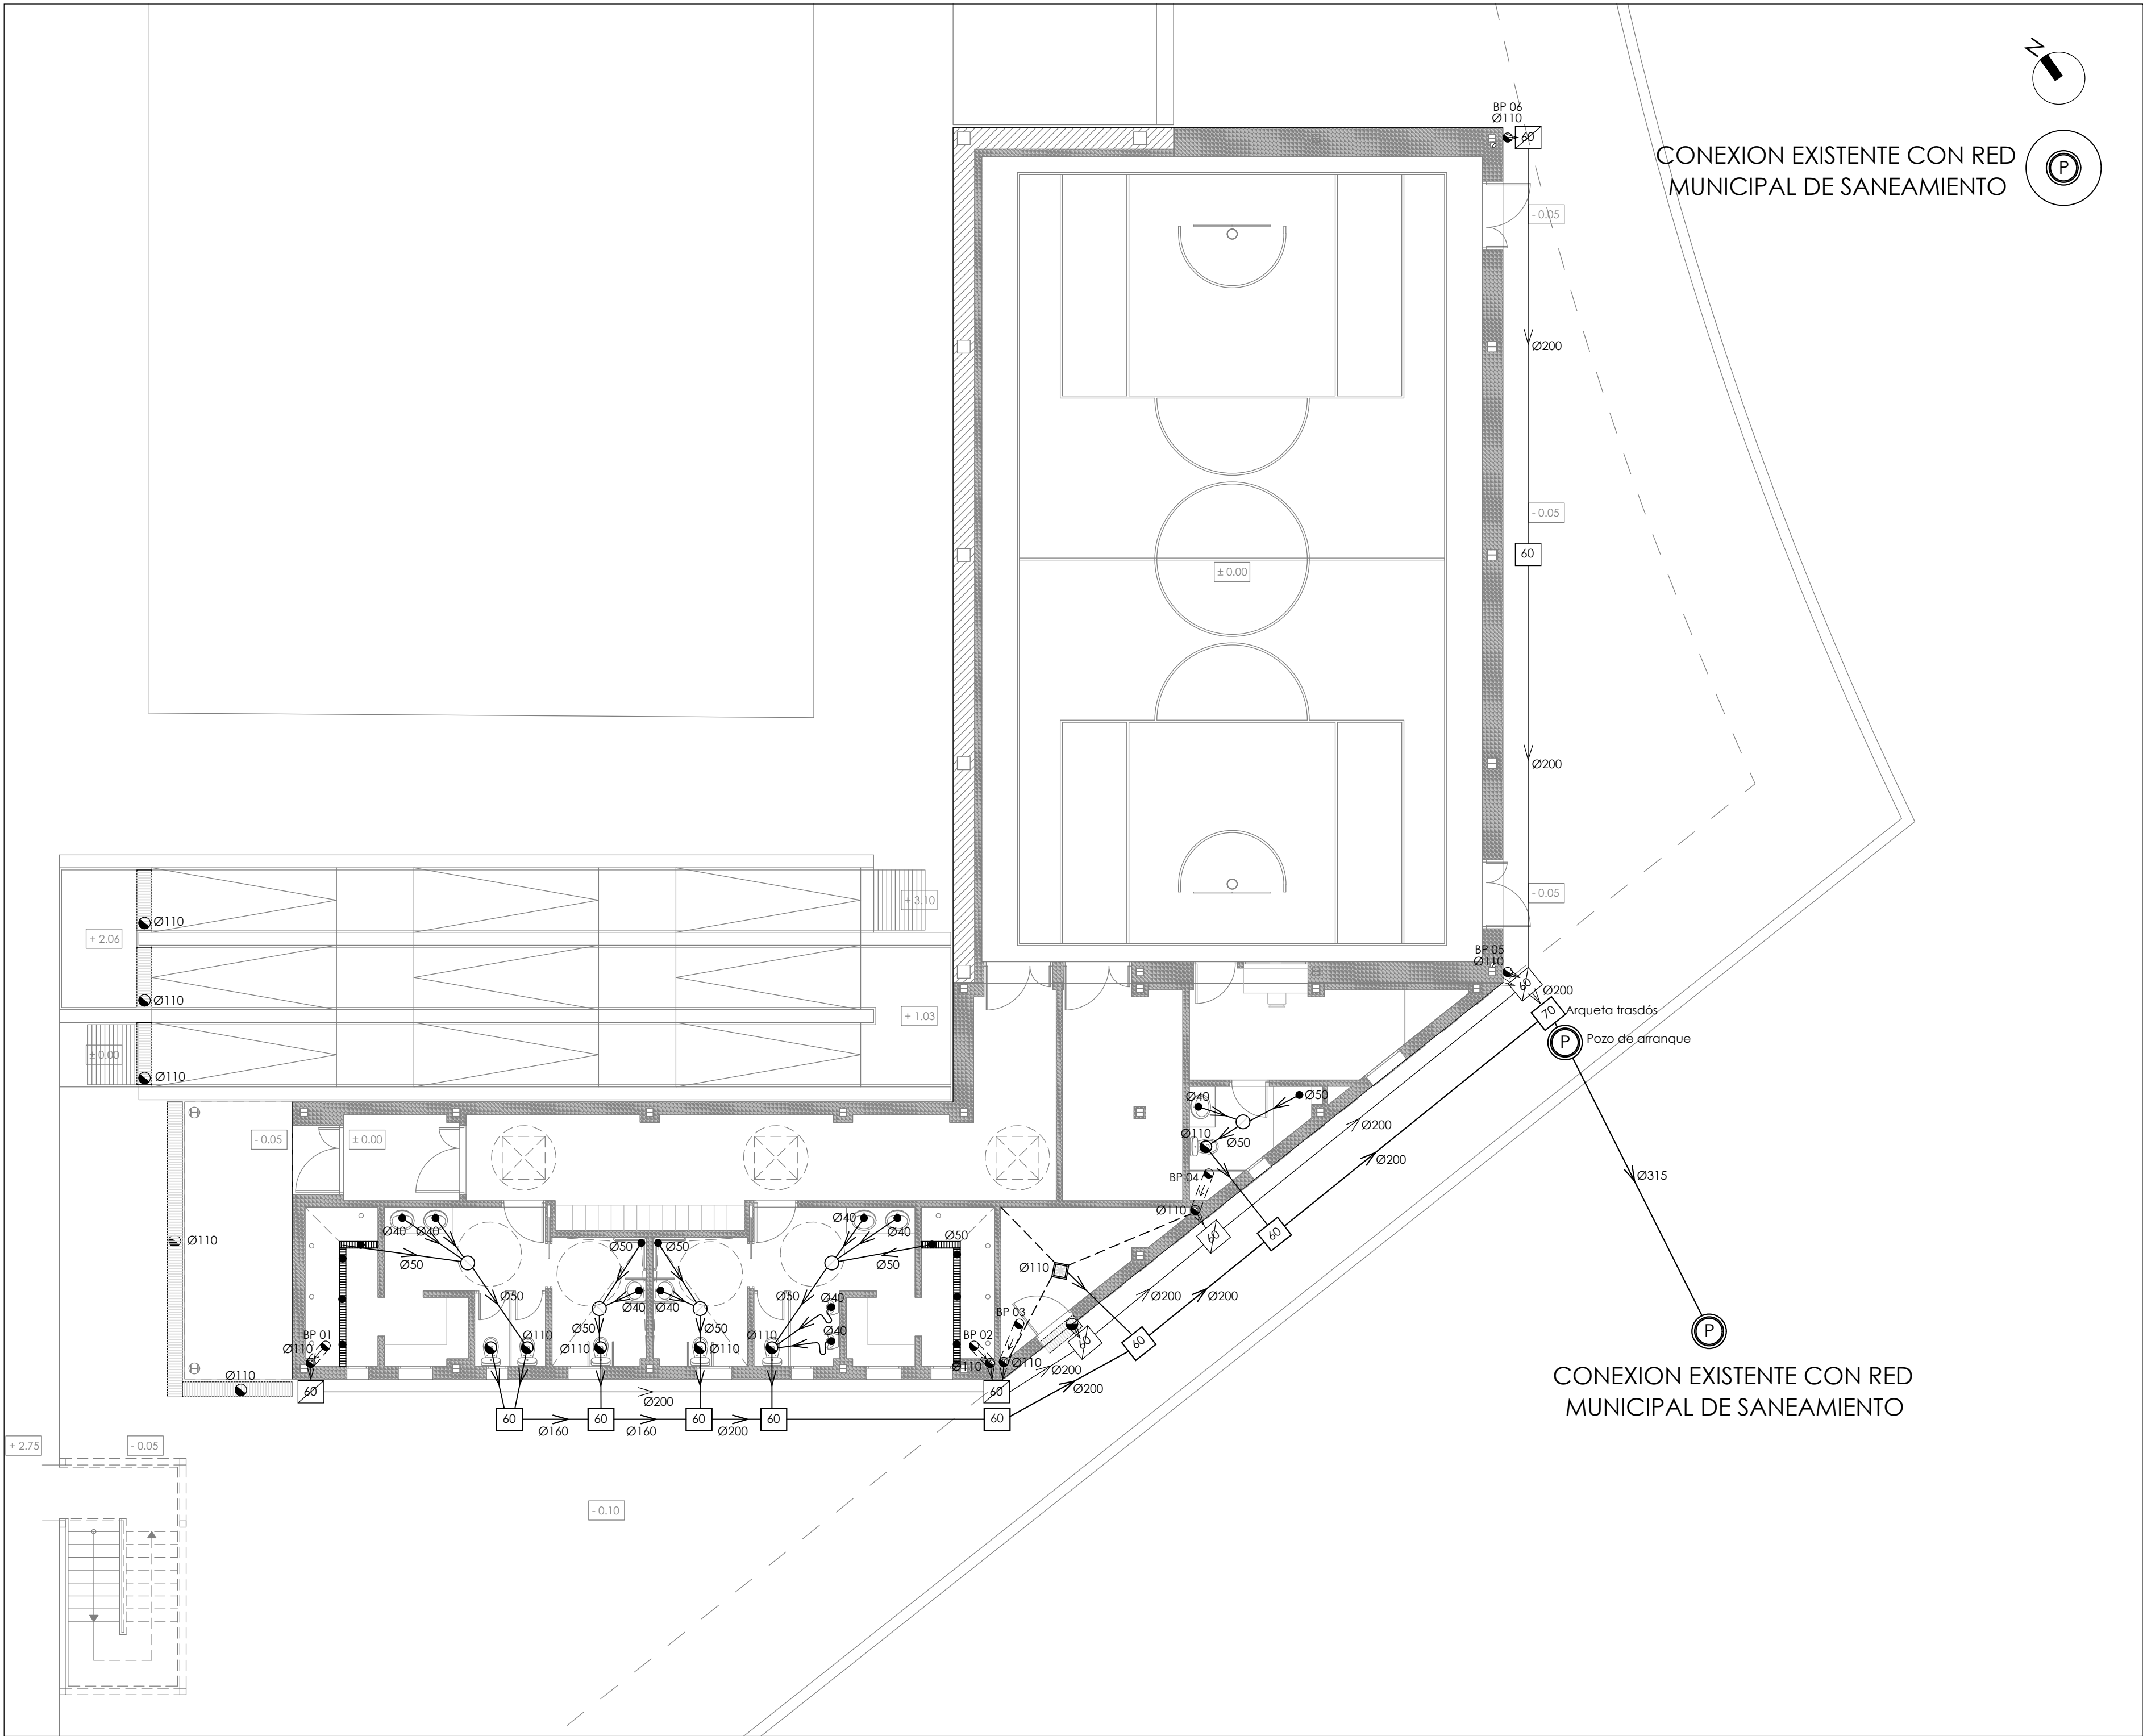 N
BP 06
Ø110
60
CONEXION EXISTENTE CON RED
MUNICIPAL DE SANEAMIENTO
P
- 0.05
Ø200
- 0.05
60
± 0.00
Ø200
- 0.05
+ 3.10
Ø110
+ 2.06
BP 05
Ø110
60
Ø200
Ø110
70
Arqueta trasdós
+ 1.03
P
Pozo de arranque
± 0.00
Ø110
Ø40
Ø50
Ø200
- 0.05
± 0.00
Ø110
Ø50
Ø200
BP 04
Ø315
Ø110
Ø40
Ø40
Ø40
Ø40
Ø110
Ø50
Ø50
Ø50
60
60
Ø50
Ø50
Ø110
Ø50
Ø50
Ø200
Ø200
Ø40
Ø40
Ø40
BP 03
Ø50
Ø50
Ø40
P
BP 01
Ø110
Ø110
BP 02
60
60
Ø110
Ø110
Ø110
Ø110
Ø110
Ø110
Ø200
Ø110
CONEXION EXISTENTE CON RED
MUNICIPAL DE SANEAMIENTO
60
Ø200
60
Ø200
60
60
60
60
60
Ø160
Ø160
Ø200
+ 2.75
- 0.05
- 0.10